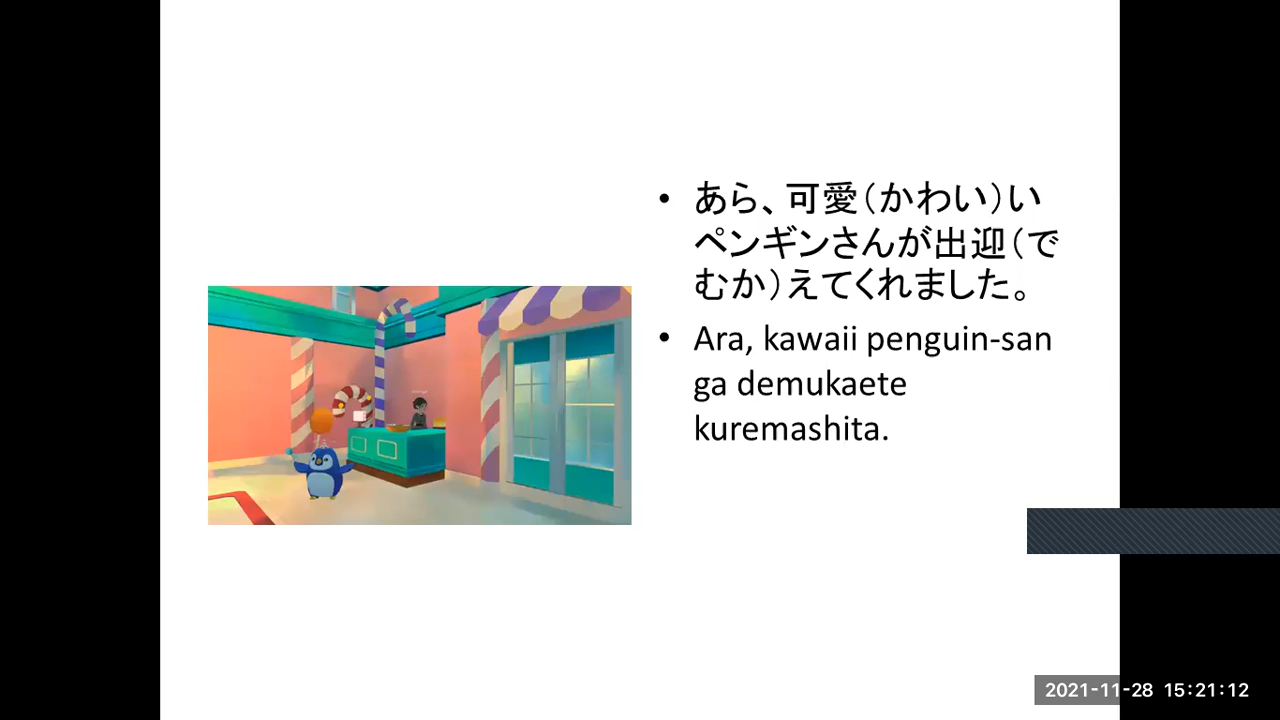 • あら、可愛（かわい）い
ペンギンさんが出迎（で
むか）えてくれました。
• Ara, kawaii penguin-san
ga demukaete
kuremashita.
2021-11-28 15:21:12